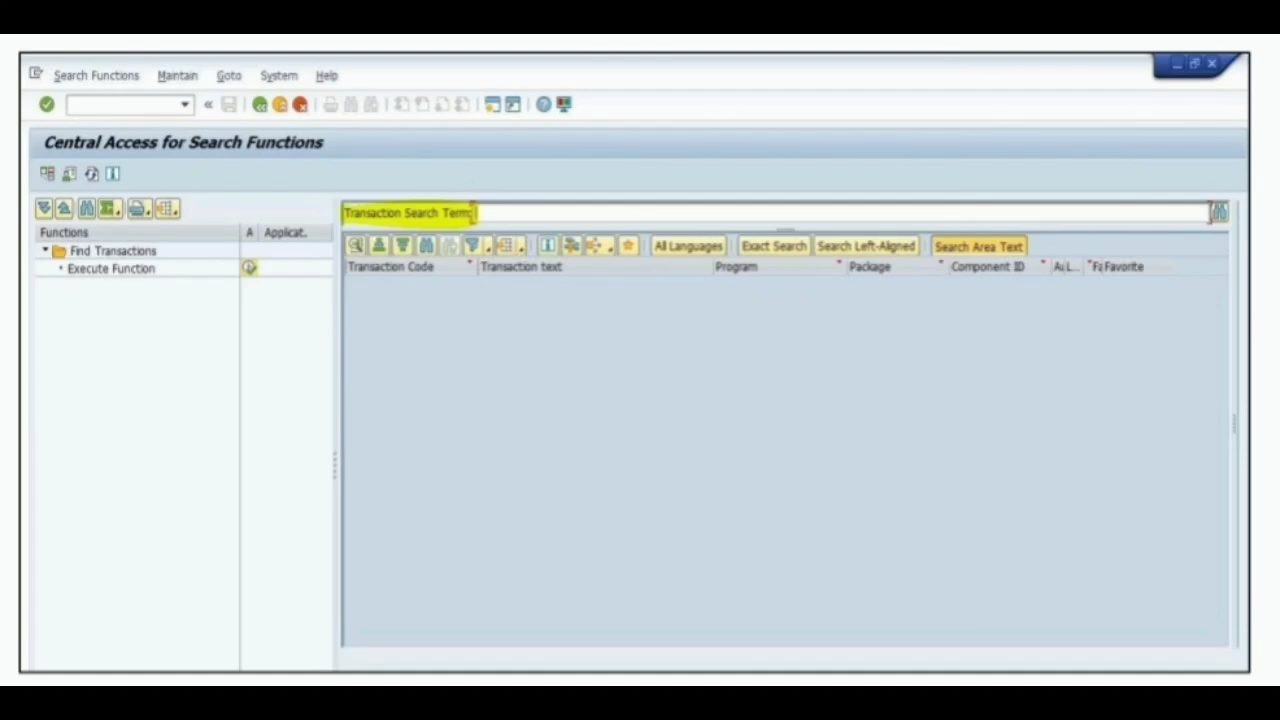 Search Functions Maintain Goto System Help
Central Access for Search Functions
Transaction Search Term:
Functions A Applicat.
Find Transactions
Execute Function
All Languages Exact Search Search Left-Aligned Search Area Text
Transaction Code Transaction text Program Package Component ID L... Favorite